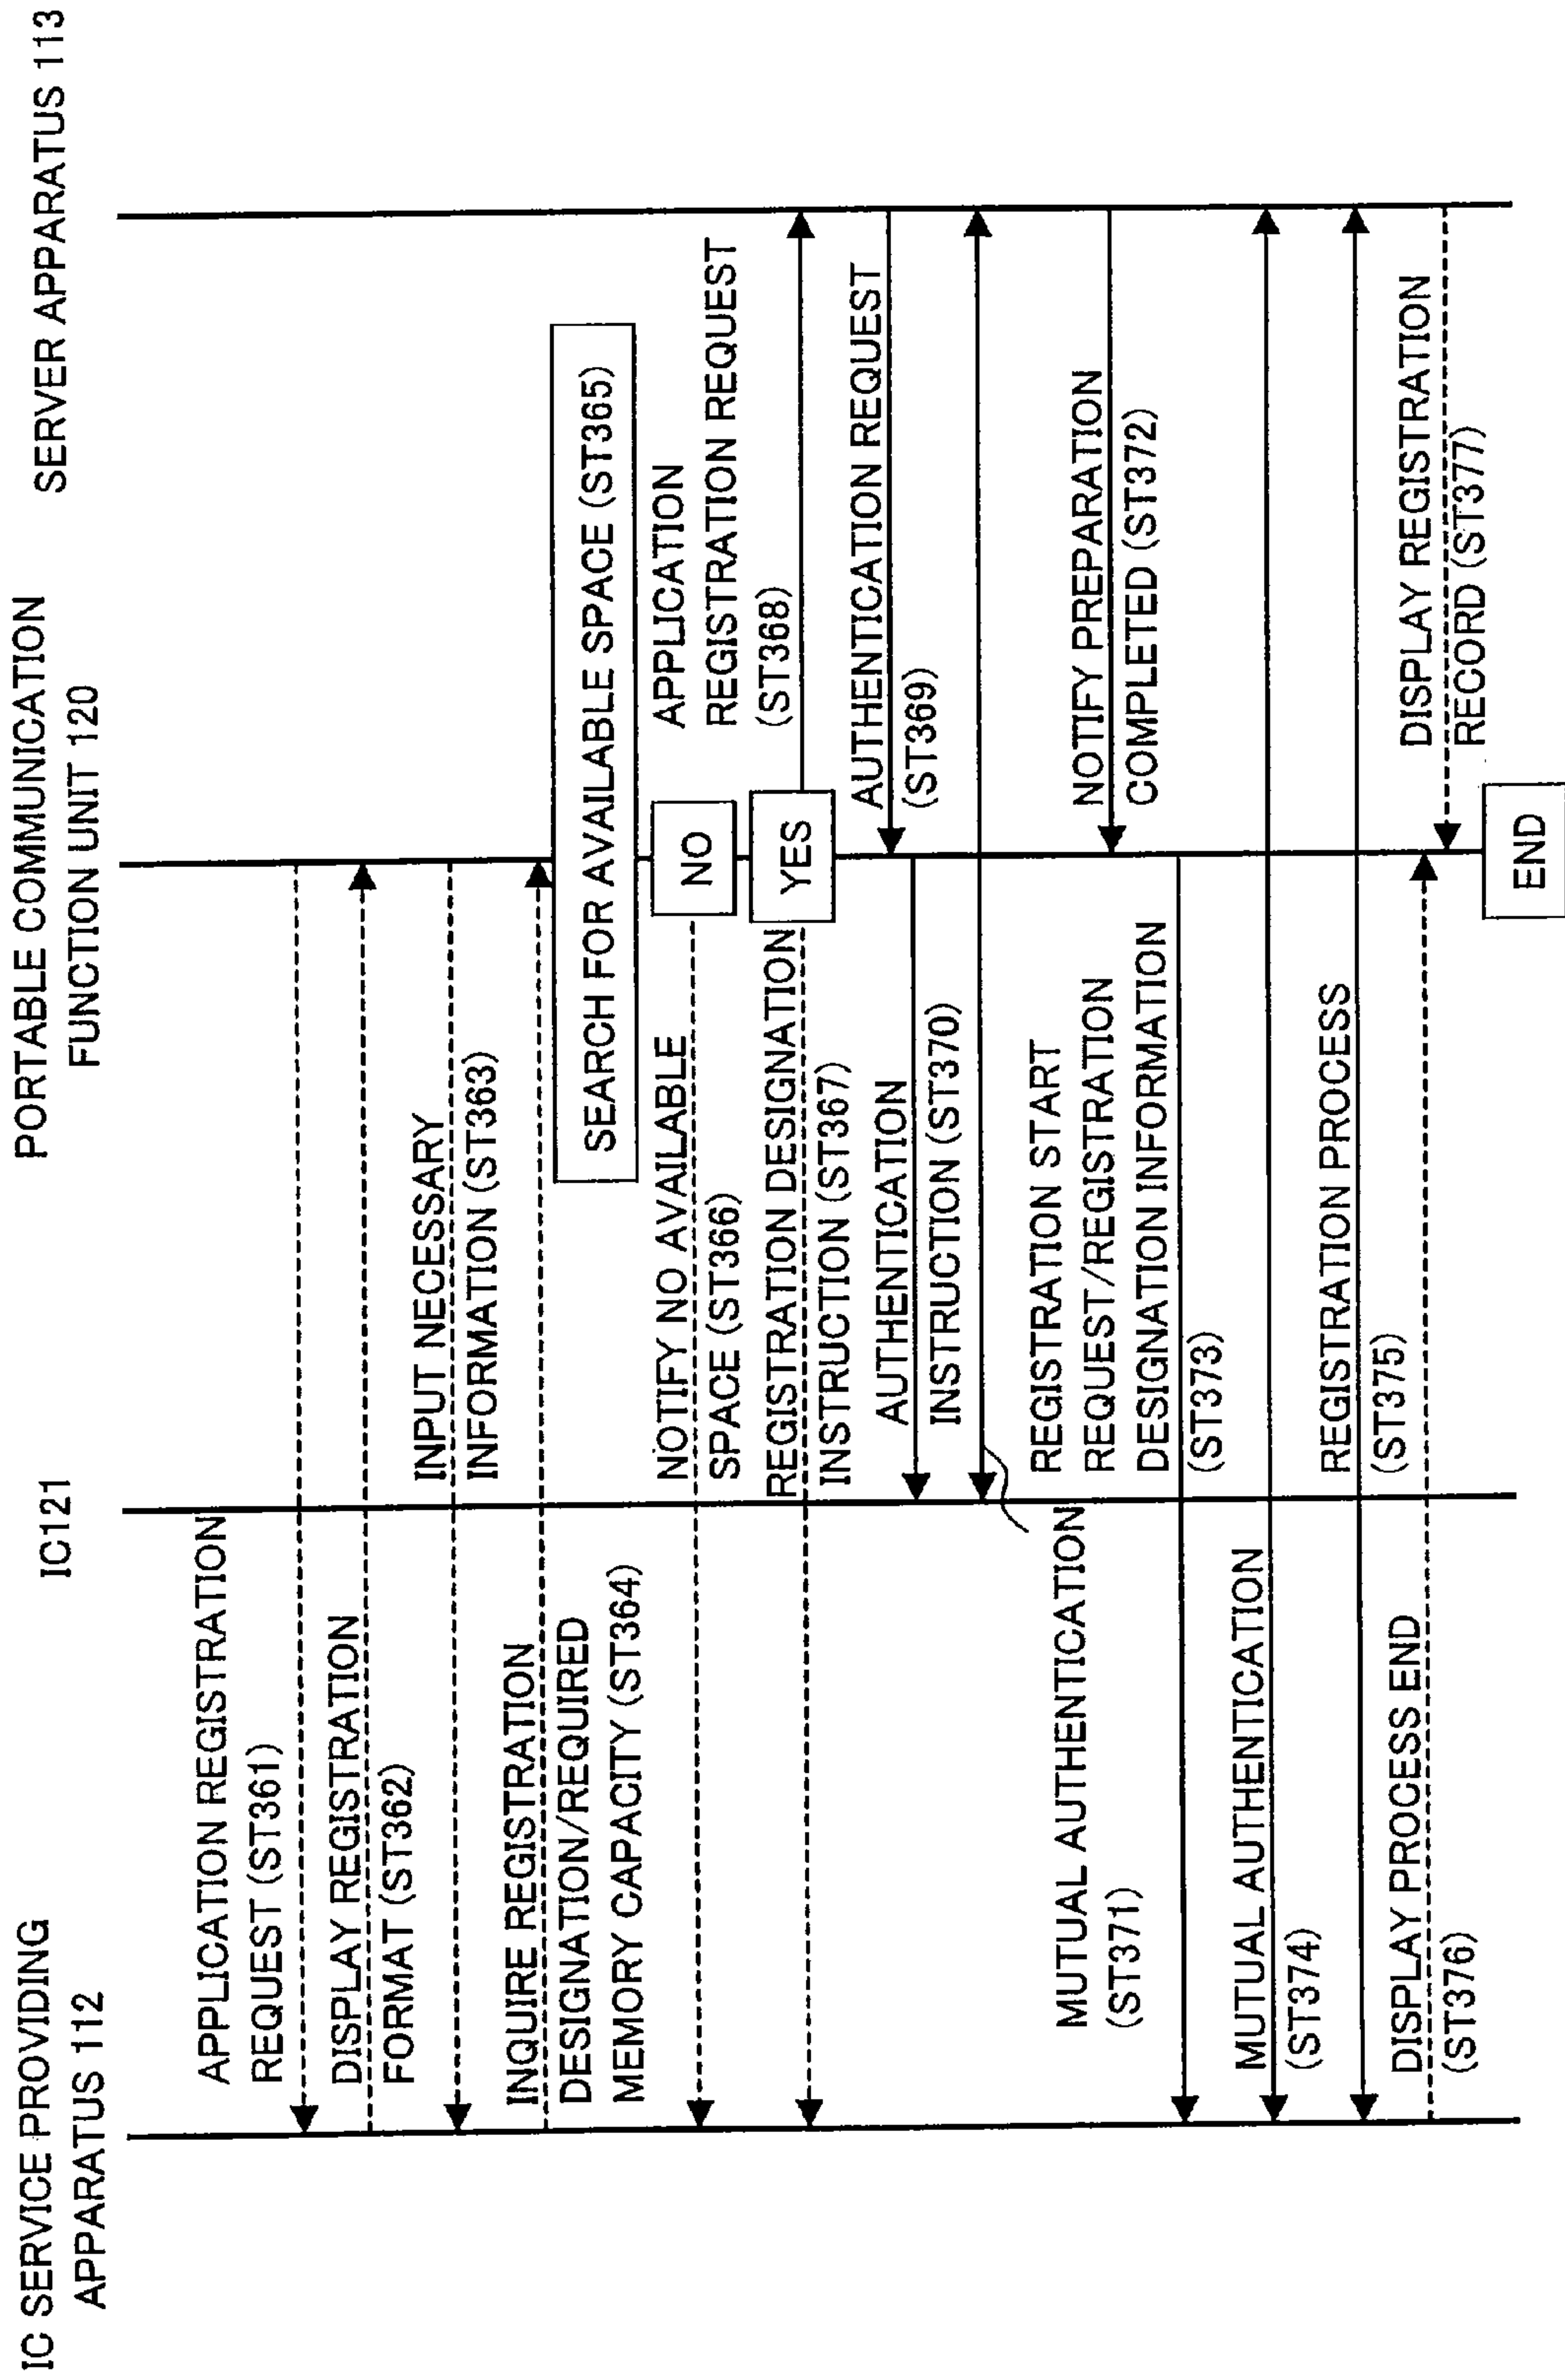 IC SERVICE PROVIDING
APPARATUS 112
IC121
PORTABLE COMMUNICATION
FUNCTION UNIT 120
SERVER APPARATUS 113
APPLICATION REGISTRATION
REQUEST (ST361)
DISPLAY REGISTRATION
FORMAT (ST362)
INPUT NECESSARY
INFORMATION (ST363)
INQUIRE REGISTRATION
DESIGNATION/REQUIRED
MEMORY CAPACITY (ST364)
SEARCH FOR AVAILABLE SPACE (ST365)
NO
NOTIFY NO AVAILABLE
SPACE (ST366)
YES
REGISTRATION DESIGNATION
INSTRUCTION (ST367)
APPLICATION
REGISTRATION REQUEST
(ST368)
AUTHENTICATION REQUEST
(ST369)
AUTHENTICATION
INSTRUCTION (ST370)
MUTUAL AUTHENTICATION
(ST371)
NOTIFY PREPARATION
COMPLETED (ST372)
REGISTRATION START
REQUEST/REGISTRATION
DESIGNATION INFORMATION
(ST373)
MUTUAL AUTHENTICATION
(ST374)
REGISTRATION PROCESS
(ST375)
DISPLAY PROCESS END
(ST376)
DISPLAY REGISTRATION
RECORD (ST377)
END